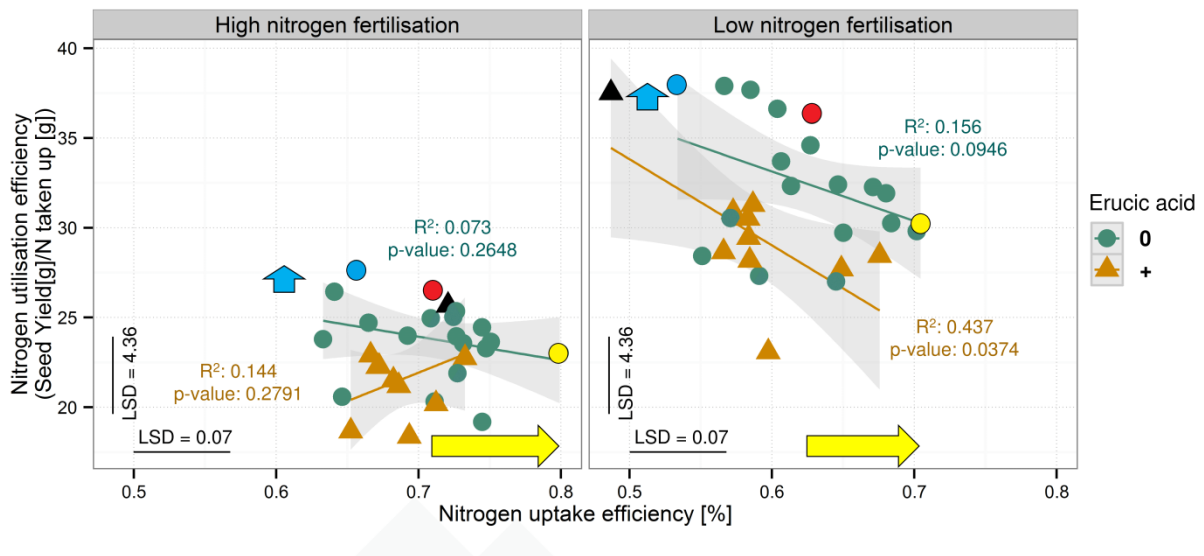 High nitrogen fertilisation
Low nitrogen fertilisation
Nitrogen utilisation efficiency
(Seed Yield[g]/N taken up [g])
40
35
30
25
20
R²: 0.073
p-value: 0.2648
R²: 0.144
p-value: 0.2791
LSD = 4.36
LSD = 0.07
R²: 0.156
p-value: 0.0946
R²: 0.437
p-value: 0.0374
LSD = 4.36
LSD = 0.07
Erucic acid
0
+
0.5 0.6 0.7 0.8
0.5 0.6 0.7 0.8
Nitrogen uptake efficiency [%]